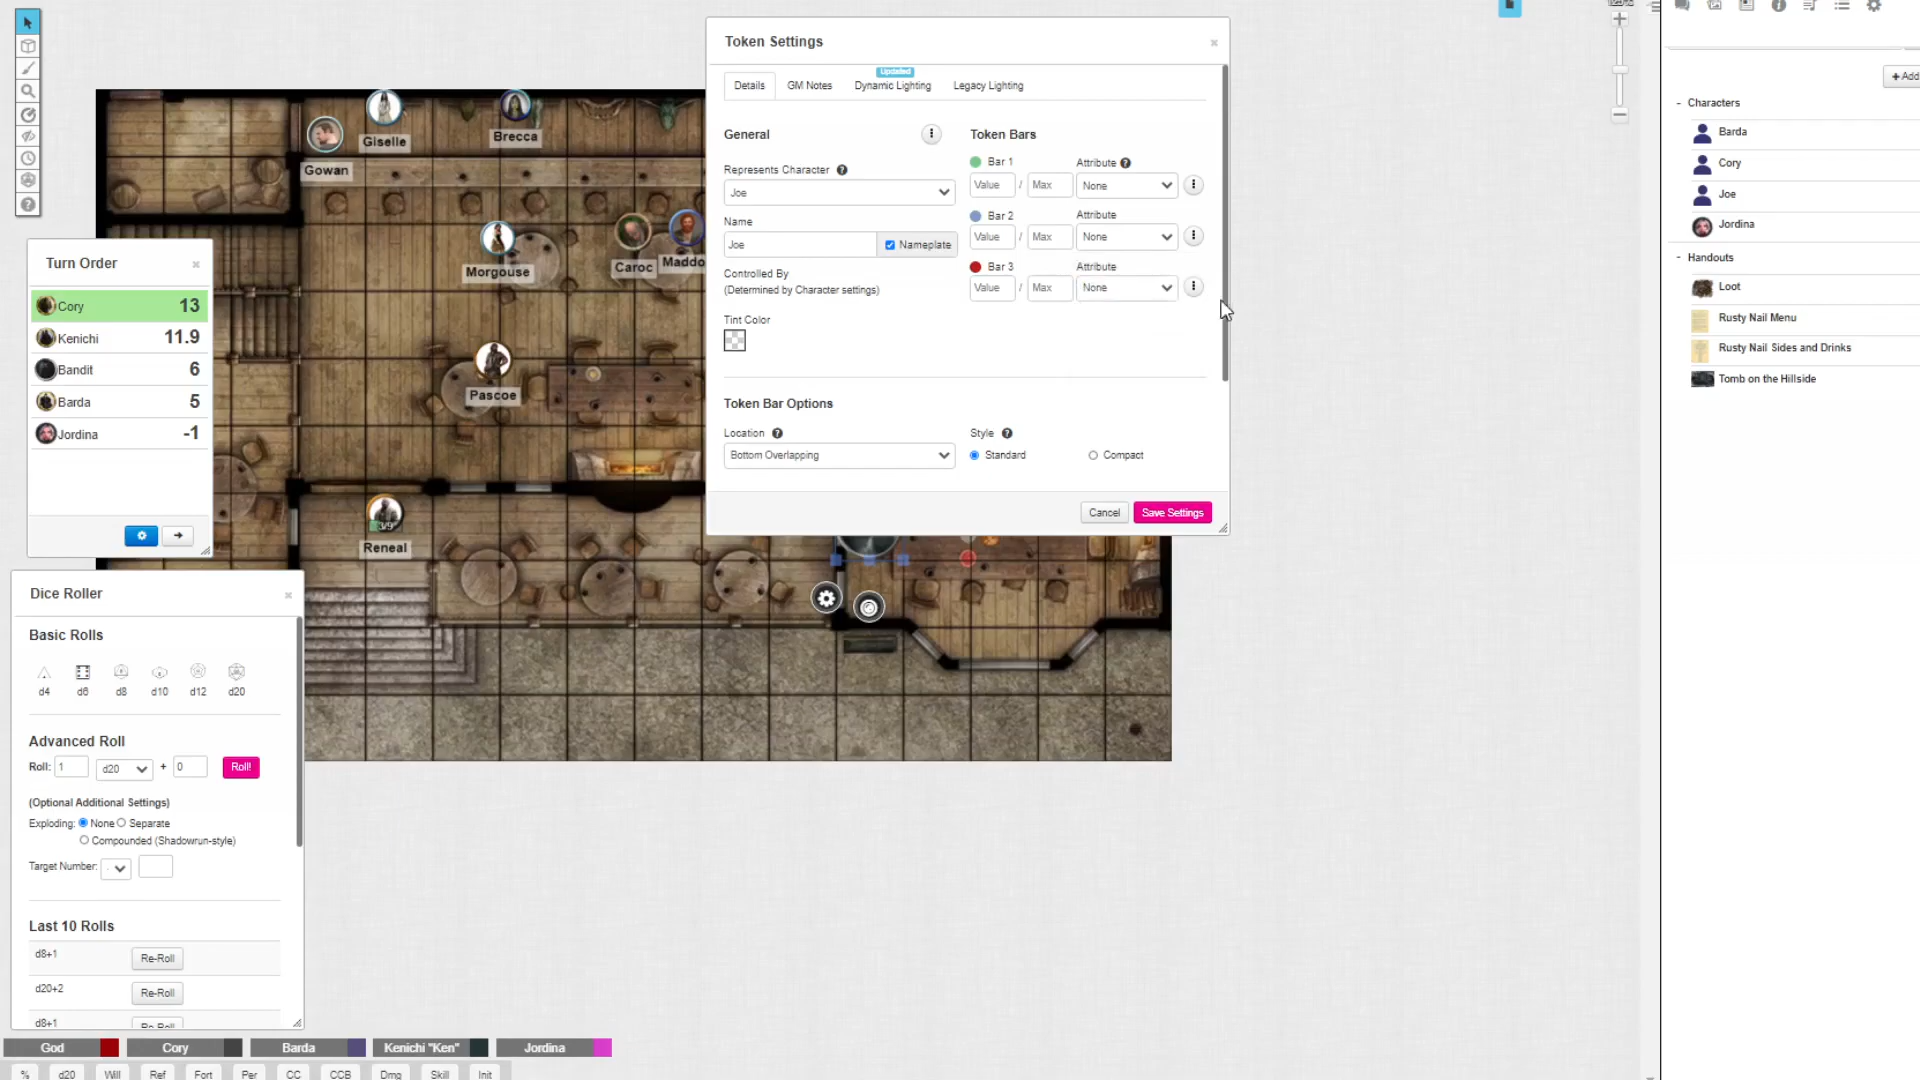 Token Settings
×
Details
GM Notes
Updated
Dynamic Lighting
Legacy Lighting
General
Token Bars
Represents Character ?
Joe
Bar 1
Attribute ?
Value / Max
None
Name
Joe
Nameplate
Bar 2
Attribute
Value / Max
None
Controlled By
(Determined by Character settings)
Bar 3
Attribute
Value / Max
None
Tint Color
Token Bar Options
Location ?
Style ?
Bottom Overlapping
Standard
Compact
Cancel
Save Settings
Gowan
Giselle
Brecca
Morgouse
Caroc
Maddo
Pascoe
3/9
Reneal
Turn Order ×
Cory 13
Kenichi 11.9
Bandit 6
Barda 5
Jordina -1
Dice Roller ×
Basic Rolls
d4 d6 d8 d10 d12 d20
Advanced Roll
Roll: 1 d20 + 0 Roll!
(Optional Additional Settings)
Exploding: None Separate
Compounded (Shadowrun-style)
Target Number:
Last 10 Rolls
d8+1 Re-Roll
d20+2 Re-Roll
d8+1 Re-Roll
God
Cory
Barda
Kenichi "Ken"
Jordina
% d20 Will Ref Fort Per CC CCB Dmg Skill Init
+ Add
- Characters
Barda
Cory
Joe
Jordina
- Handouts
Loot
Rusty Nail Menu
Rusty Nail Sides and Drinks
Tomb on the Hillside